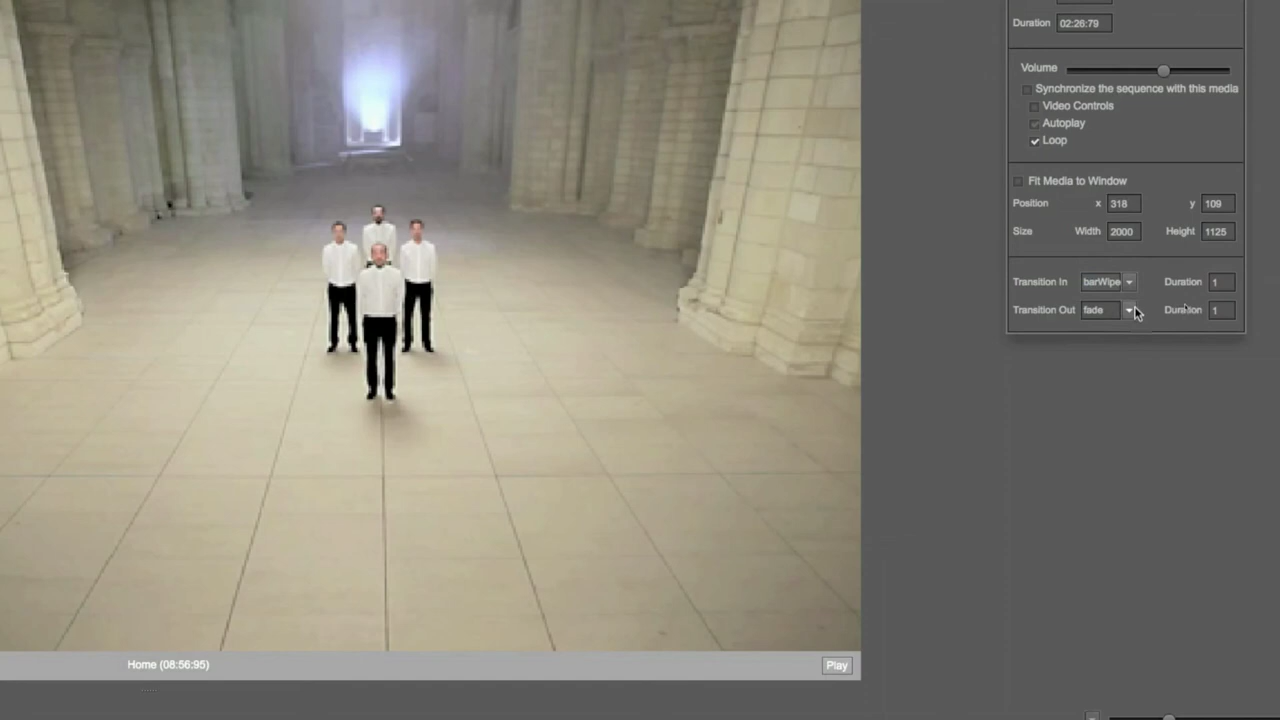 Duration 02:26:79
Volume
Synchronize the sequence with this media
Video Controls
Autoplay
Loop
Fit Media to Window
Position x 318 y 109
Size Width 2000 Height 1125
Transition In barWipe Duration 1
Transition Out fade Duration 1
Home (08:56:95) Play